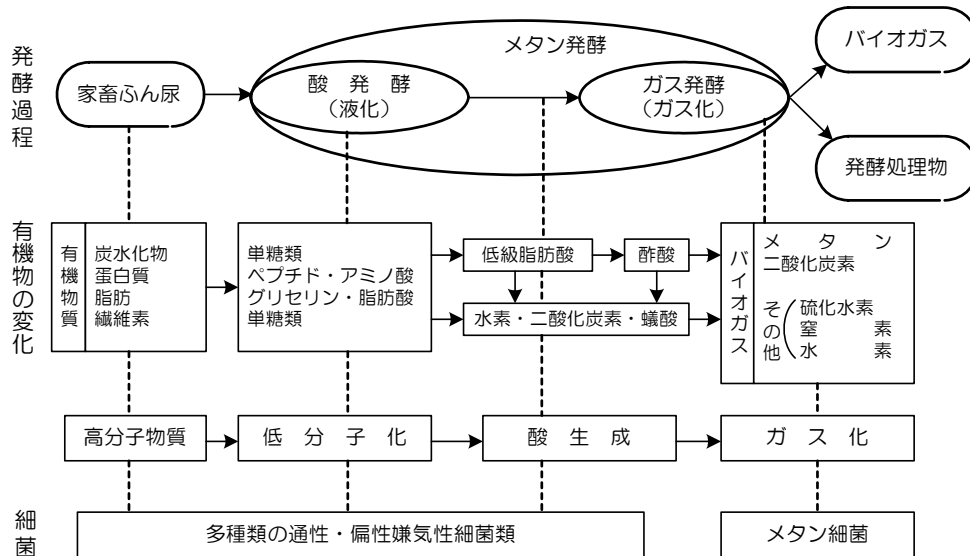 発酵過程
家畜ふん尿
メタン発酵
酸発酵
（液化）
ガス発酵
（ガス化）
バイオガス
発酵処理物
有機物の変化
有機物質
炭水化物
蛋白質
脂肪
繊維素
単糖類
ペプチド・アミノ酸
グリセリン・脂肪酸
単糖類
低級脂肪酸
酢酸
水素・二酸化炭素・蟻酸
バイオガス
メタン
二酸化炭素
その他
硫化水素
窒素
水素
高分子物質
低分子化
酸生成
ガス化
細菌
多種類の通性・偏性嫌気性細菌類
メタン細菌